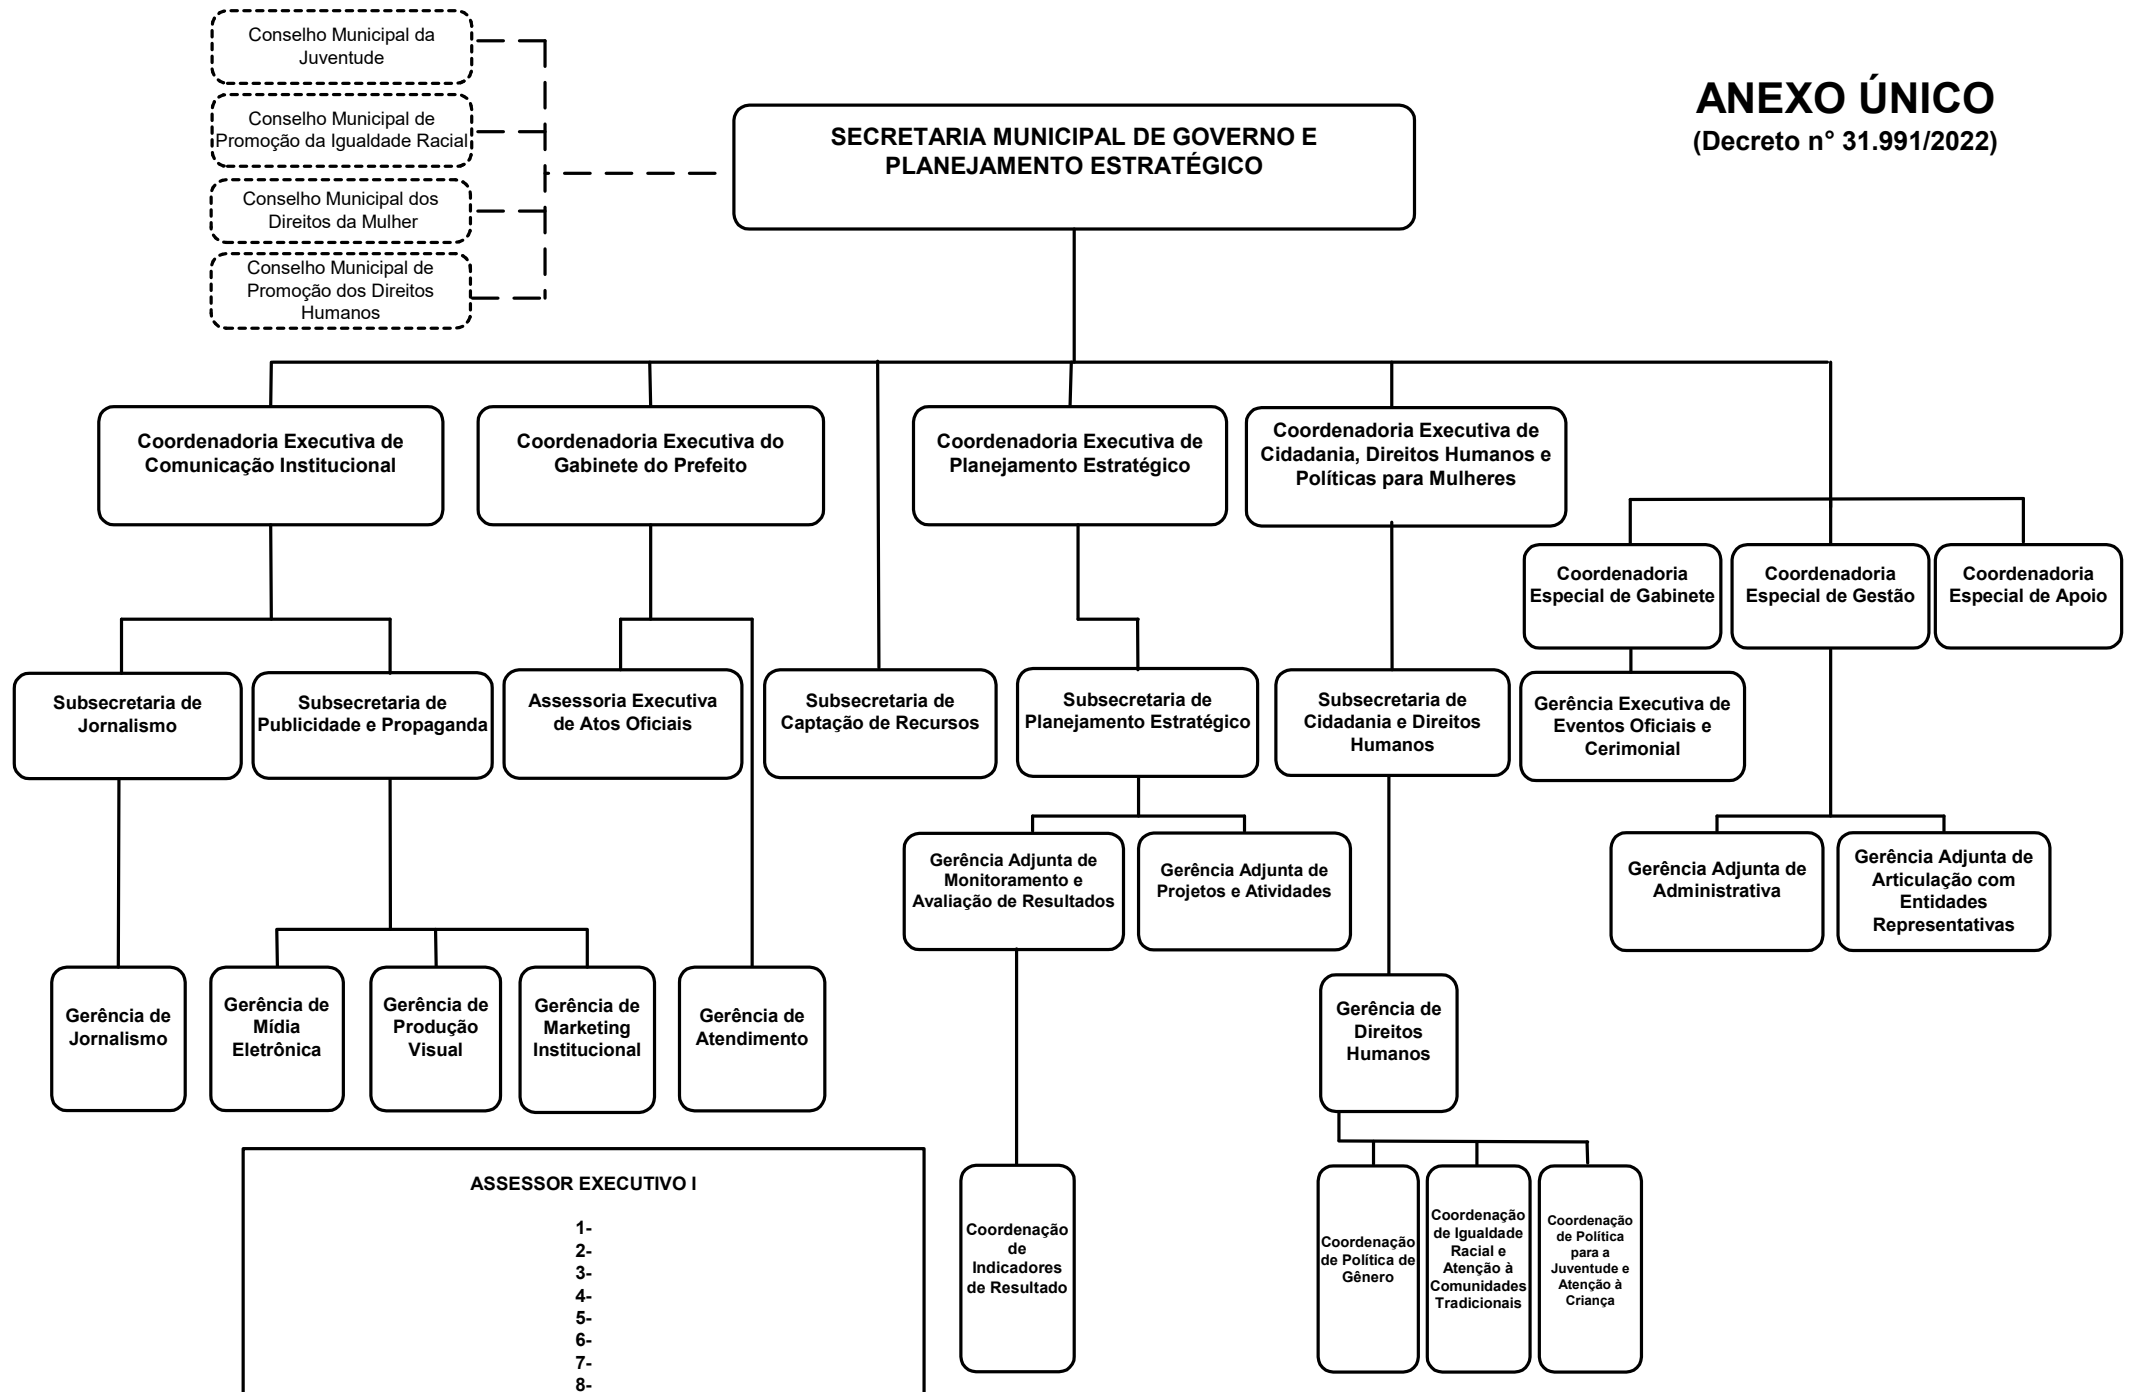 Conselho Municipal da
Juventude
Conselho Municipal de
Promoção da Igualdade Racial
Conselho Municipal dos
Direitos da Mulher
Conselho Municipal de
Promoção dos Direitos
Humanos
SECRETARIA MUNICIPAL DE GOVERNO E
PLANEJAMENTO ESTRATÉGICO
ANEXO ÚNICO
(Decreto n° 31.991/2022)
Coordenadoria Executiva de
Comunicação Institucional
Coordenadoria Executiva do
Gabinete do Prefeito
Coordenadoria Executiva de
Planejamento Estratégico
Coordenadoria Executiva de
Cidadania, Direitos Humanos e
Políticas para Mulheres
Coordenadoria
Especial de Gabinete
Coordenadoria
Especial de Gestão
Coordenadoria
Especial de Apoio
Subsecretaria de
Jornalismo
Subsecretaria de
Publicidade e Propaganda
Assessoria Executiva
de Atos Oficiais
Subsecretaria de
Captação de Recursos
Subsecretaria de
Planejamento Estratégico
Subsecretaria de
Cidadania e Direitos
Humanos
Gerência Executiva de
Eventos Oficiais e
Cerimonial
Gerência Adjunta de
Monitoramento e
Avaliação de Resultados
Gerência Adjunta de
Projetos e Atividades
Gerência Adjunta de
Administrativa
Gerência Adjunta de
Articulação com
Entidades
Representativas
Gerência de
Jornalismo
Gerência de
Mídia
Eletrônica
Gerência de
Produção
Visual
Gerência de
Marketing
Institucional
Gerência de
Atendimento
Gerência de
Direitos
Humanos
Coordenação
de
Indicadores
de Resultado
Coordenação
de Política de
Gênero
Coordenação
de Igualdade
Racial e
Atenção à
Comunidades
Tradicionais
Coordenação
de Política
para a
Juventude e
Atenção à
Criança
ASSESSOR EXECUTIVO I
1-
2-
3-
4-
5-
6-
7-
8-